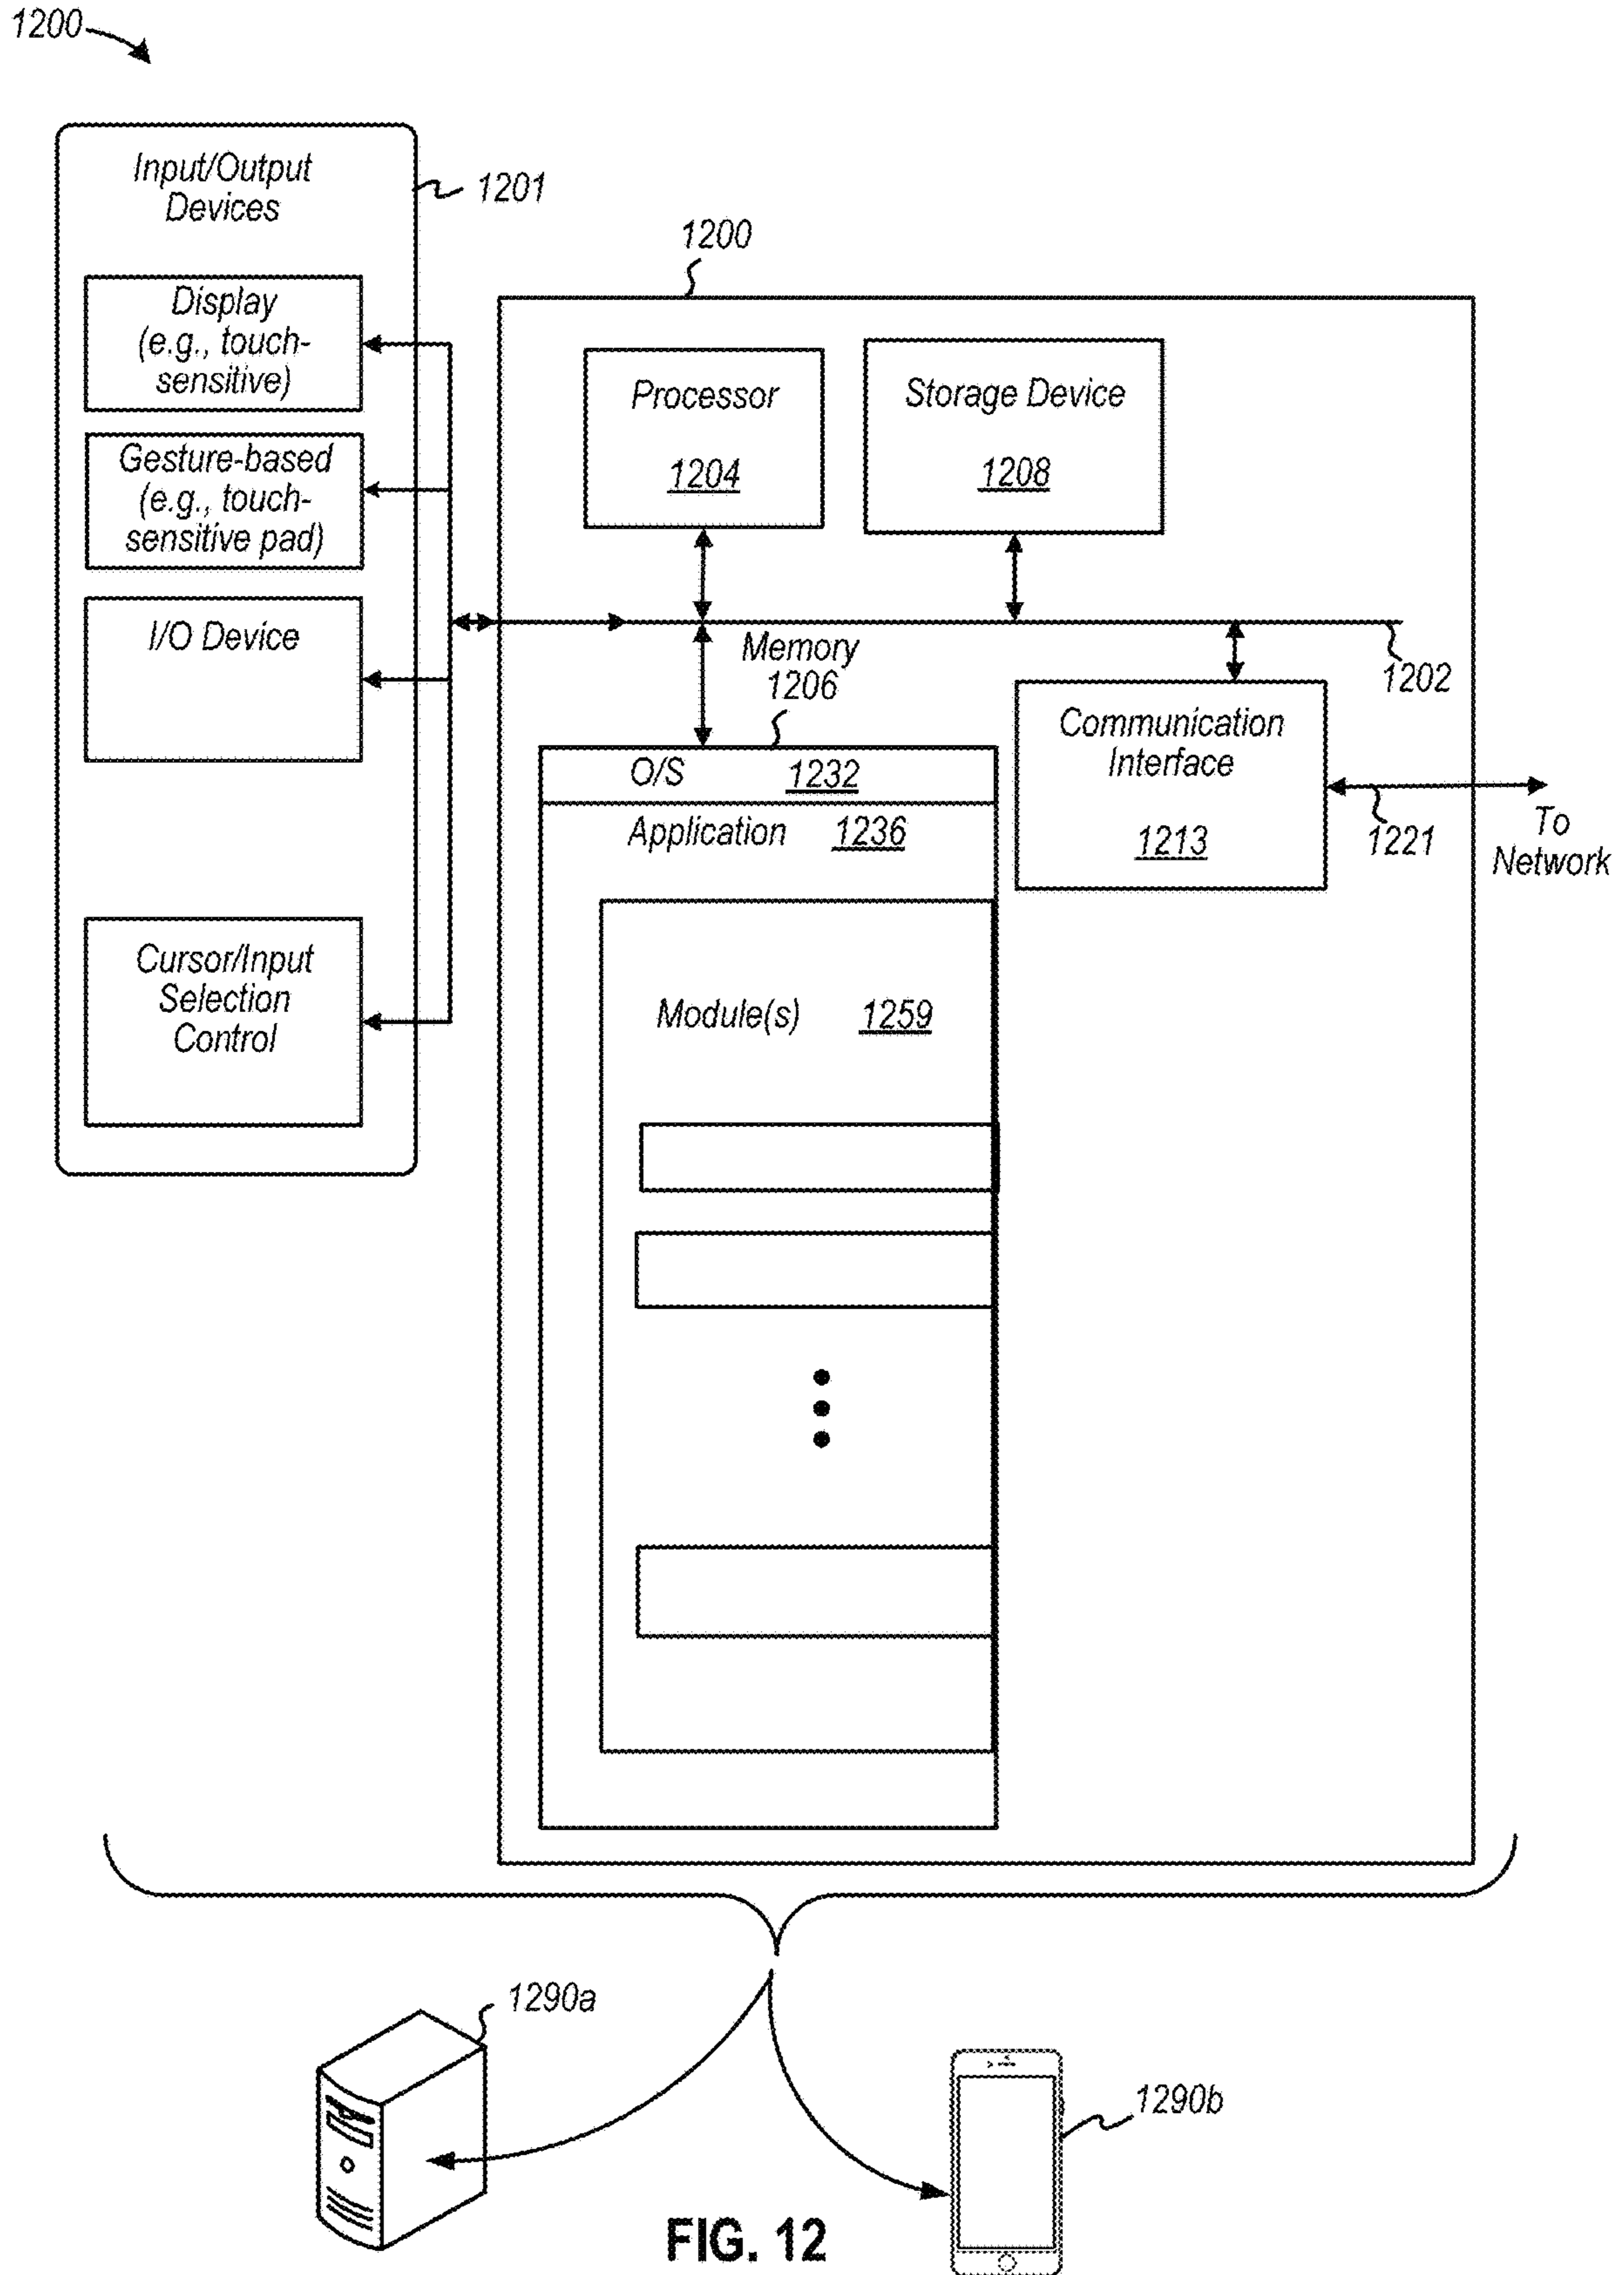 1200
Input/Output
Devices
1201
Display
(e.g., touch-
sensitive)
Gesture-based
(e.g., touch-
sensitive pad)
I/O Device
Cursor/Input
Selection
Control
1200
Processor
1204
Storage Device
1208
Memory
1206
1202
O/S 1232
Application 1236
Communication
Interface
1213
1221
To
Network
Module(s) 1259
1290a
1290b
FIG. 12